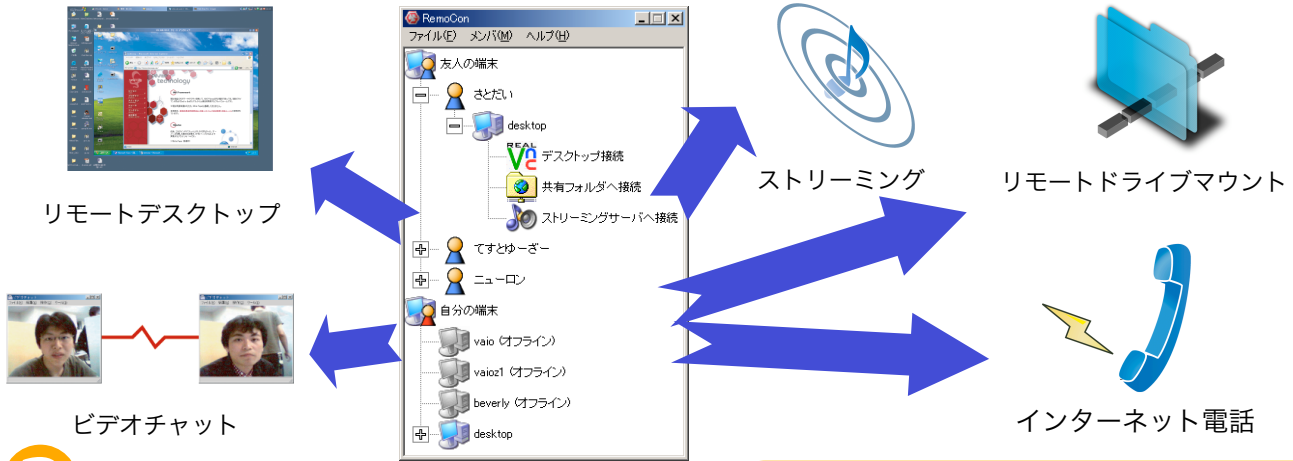 RemoCon
ファイル(F) メンバ(M) ヘルプ(H)
友人の端末
さとだい
desktop
REAL
Vnc
デスクトップ接続
共有フォルダへ接続
ストリーミングサーバへ接続
てすとゆーざー
ニューロン
自分の端末
vaio (オフライン)
vaioz1 (オフライン)
beverly (オフライン)
desktop
リモートデスクトップ
ビデオチャット
ストリーミング
リモートドライブマウント
インターネット電話